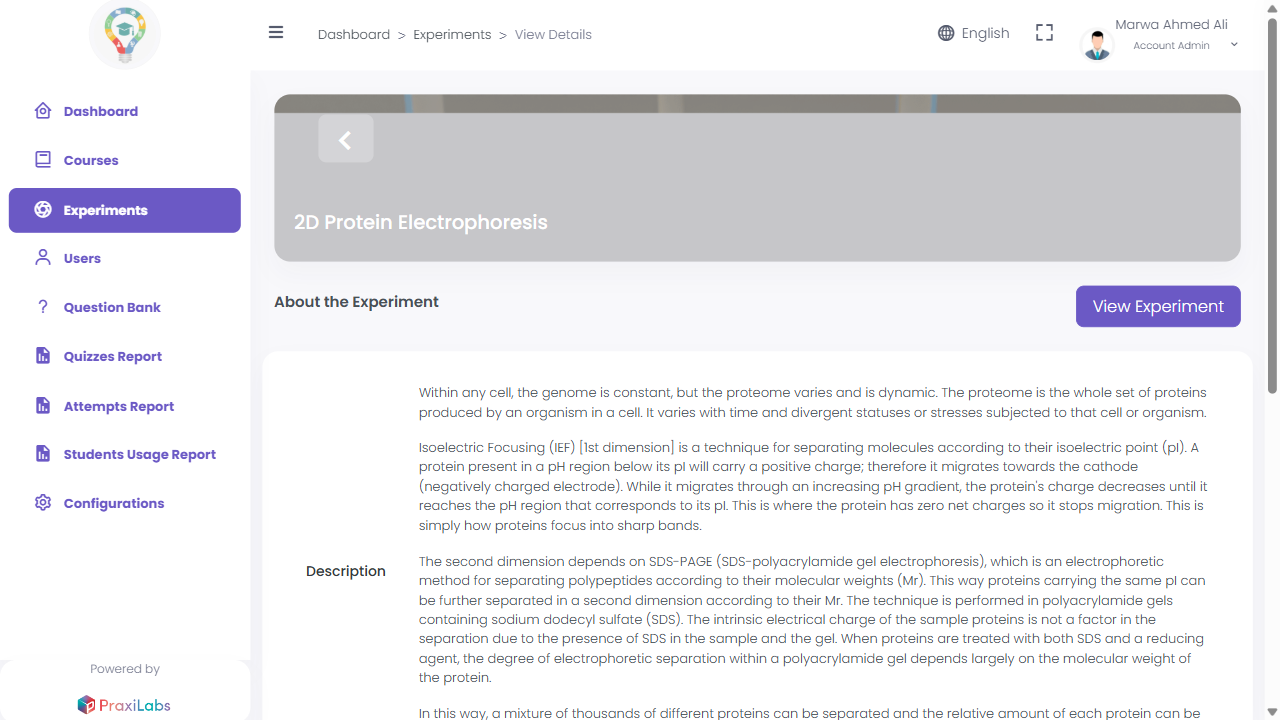 Dashboard > Experiments > View Details
English
Marwa Ahmed Ali
Account Admin
Dashboard
Courses
Experiments
Users
Question Bank
Quizzes Report
Attempts Report
Students Usage Report
Configurations
Powered by
PraxiLabs
2D Protein Electrophoresis
About the Experiment
View Experiment
Description
Within any cell, the genome is constant, but the proteome varies and is dynamic. The proteome is the whole set of proteins
produced by an organism in a cell. It varies with time and divergent statuses or stresses subjected to that cell or organism.
Isoelectric Focusing (IEF) [1st dimension] is a technique for separating molecules according to their isoelectric point (pI). A
protein present in a pH region below its pI will carry a positive charge; therefore it migrates towards the cathode
(negatively charged electrode). While it migrates through an increasing pH gradient, the protein's charge decreases until it
reaches the pH region that corresponds to its pI. This is where the protein has zero net charges so it stops migration. This is
simply how proteins focus into sharp bands.
The second dimension depends on SDS-PAGE (SDS-polyacrylamide gel electrophoresis), which is an electrophoretic
method for separating polypeptides according to their molecular weights (Mr). This way proteins carrying the same pI can
be further separated in a second dimension according to their Mr. The technique is performed in polyacrylamide gels
containing sodium dodecyl sulfate (SDS). The intrinsic electrical charge of the sample proteins is not a factor in the
separation due to the presence of SDS in the sample and the gel. When proteins are treated with both SDS and a reducing
agent, the degree of electrophoretic separation within a polyacrylamide gel depends largely on the molecular weight of
the protein.
In this way, a mixture of thousands of different proteins can be separated and the relative amount of each protein can be